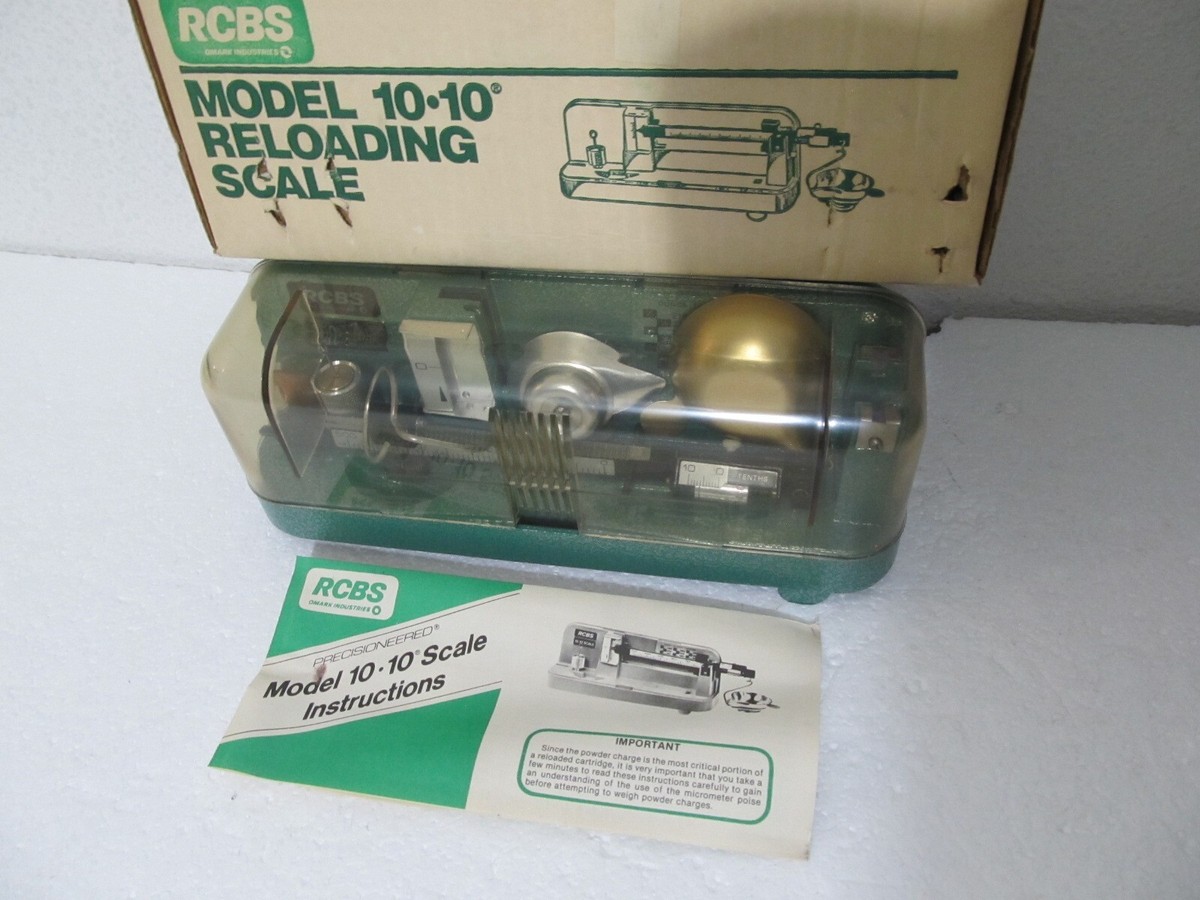 RCBS
OMARK INDUSTRIES
MODEL 10•10®
RELOADING
SCALE
RCBS
10 0
TENTHS
RCBS
OMARK INDUSTRIES
PRECISIONEERED®
Model 10•10® Scale
Instructions
RCBS
IMPORTANT
Since the powder charge is the most critical portion of
a reloaded cartridge, it is very important that you take a
few minutes to read these instructions carefully to gain
an understanding of the use of the micrometer poise
before attempting to weigh powder charges.